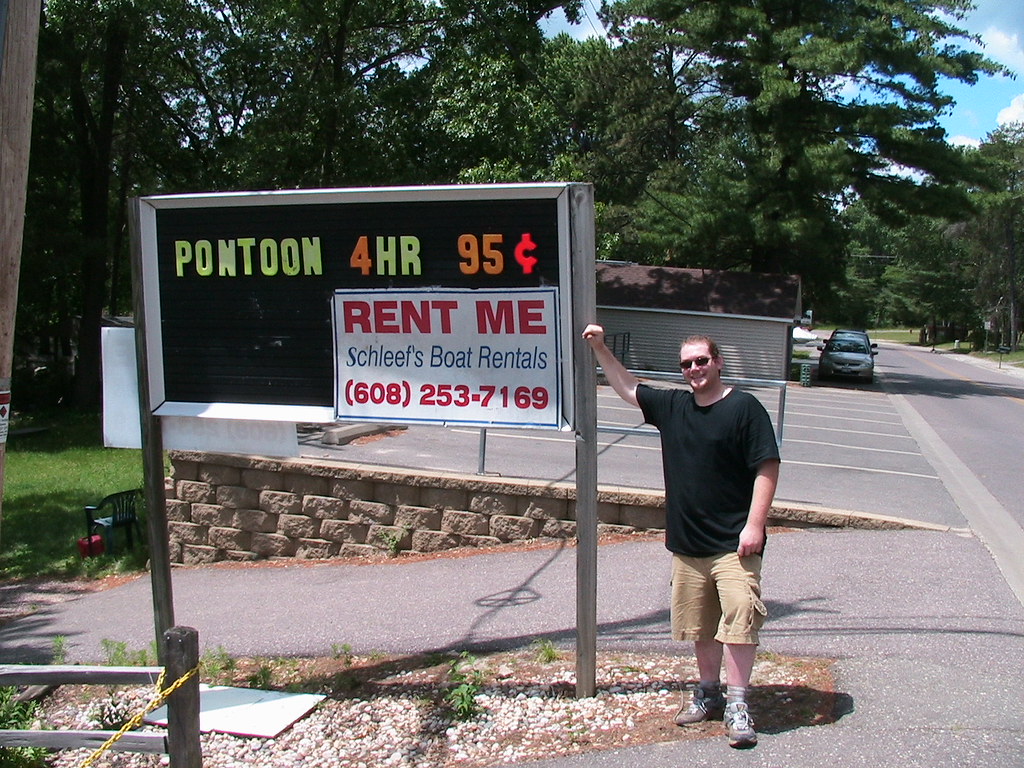 PONTOON 4HR 95¢
RENT ME
Schleef's Boat Rentals
(608) 253-7169